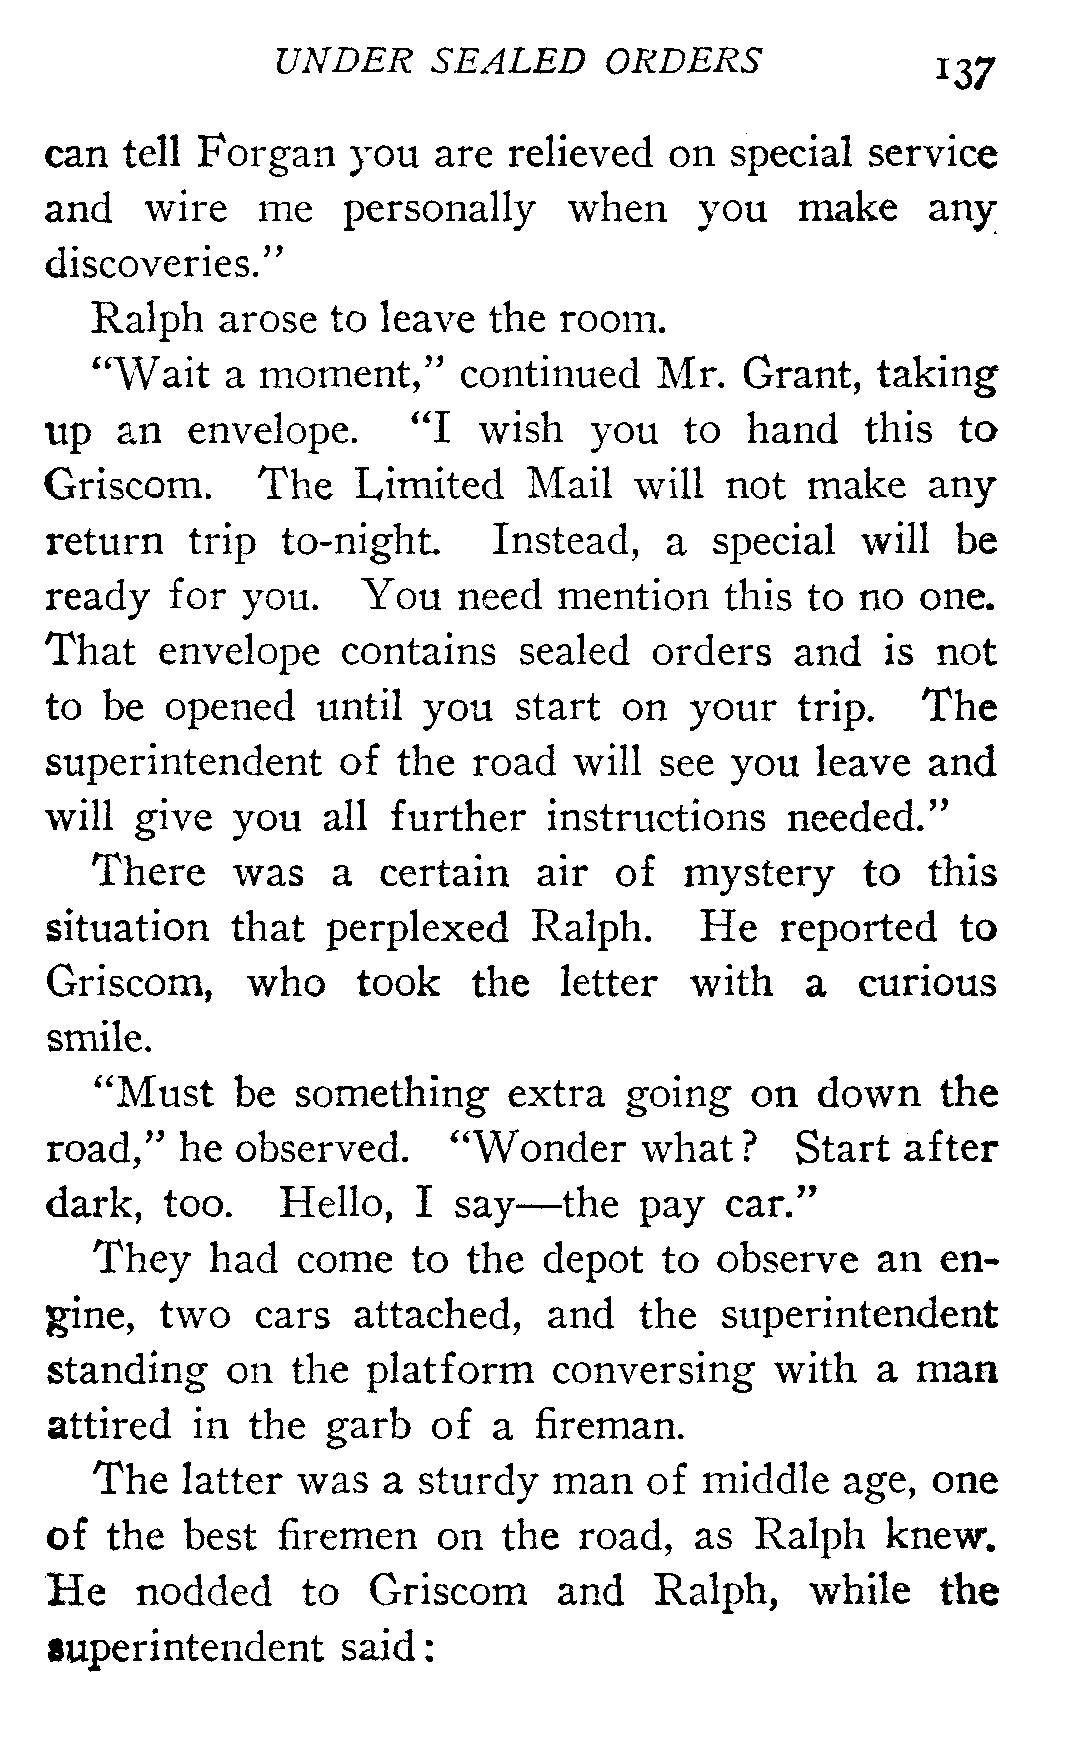 UNDER SEALED ORDERS 137
can tell Forgan you are relieved on special service
and wire me personally when you make any
discoveries."
Ralph arose to leave the room.
"Wait a moment," continued Mr. Grant, taking
up an envelope. "I wish you to hand this to
Griscom. The Limited Mail will not make any
return trip to-night. Instead, a special will be
ready for you. You need mention this to no one.
That envelope contains sealed orders and is not
to be opened until you start on your trip. The
superintendent of the road will see you leave and
will give you all further instructions needed."
There was a certain air of mystery to this
situation that perplexed Ralph. He reported to
Griscom, who took the letter with a curious
smile.
"Must be something extra going on down the
road," he observed. "Wonder what? Start after
dark, too. Hello, I say—the pay car."
They had come to the depot to observe an en-
gine, two cars attached, and the superintendent
standing on the platform conversing with a man
attired in the garb of a fireman.
The latter was a sturdy man of middle age, one
of the best firemen on the road, as Ralph knew.
He nodded to Griscom and Ralph, while the
superintendent said: